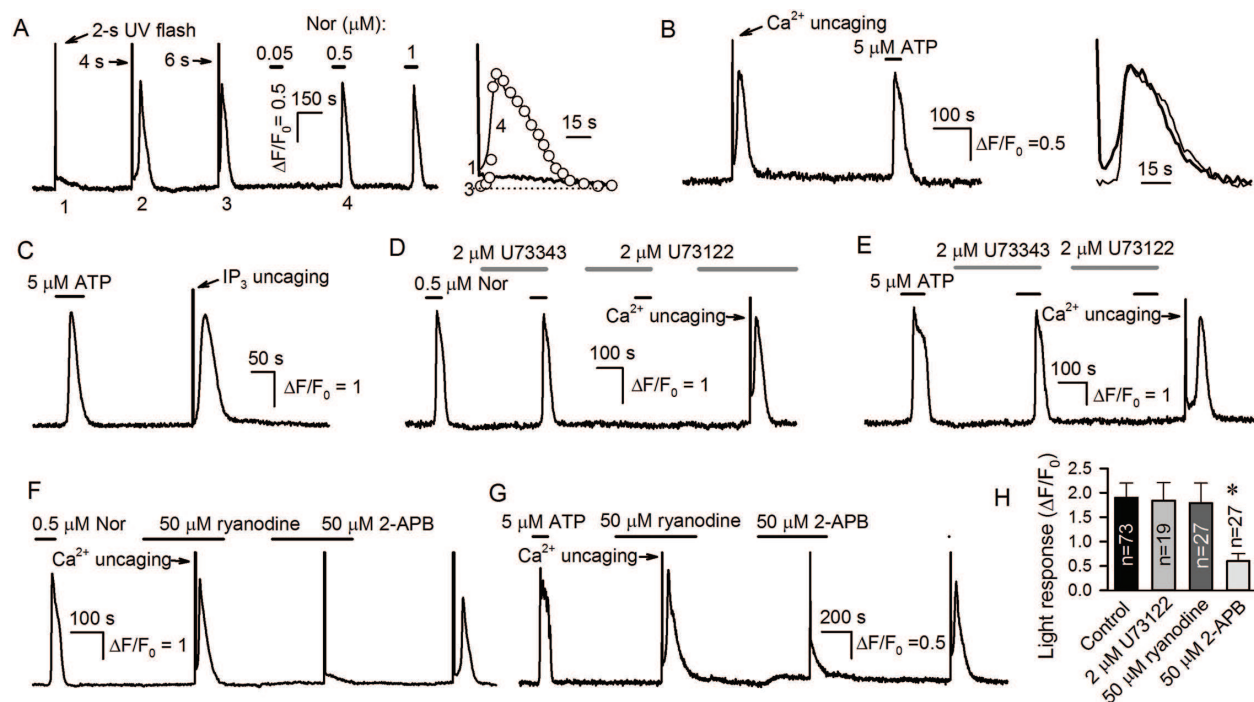 A
2-s UV flash
Nor (μM):
4 s
6 s
0.05
0.5
1
150 s
ΔF/F0 = 0.5
1
2
3
4
4
15 s
1
3
B
Ca2+ uncaging
5 μM ATP
100 s
ΔF/F0 =0.5
15 s
C
5 μM ATP
IP3 uncaging
50 s
ΔF/F0 = 1
D
2 μM U73343
2 μM U73122
0.5 μM Nor
Ca2+ uncaging
100 s
ΔF/F0 = 1
E
2 μM U73343
2 μM U73122
5 μM ATP
Ca2+ uncaging
100 s
ΔF/F0 = 1
F
0.5 μM Nor
50 μM ryanodine
50 μM 2-APB
Ca2+ uncaging
100 s
ΔF/F0 = 1
G
5 μM ATP
50 μM ryanodine
50 μM 2-APB
Ca2+ uncaging
200 s
ΔF/F0 =0.5
H
Light response (ΔF/F0)
2.5
2.0
1.5
1.0
0.5
0.0
n=73
n=19
n=27
*
n=27
Control
2 μM U73122
50 μM ryanodine
50 μM 2-APB